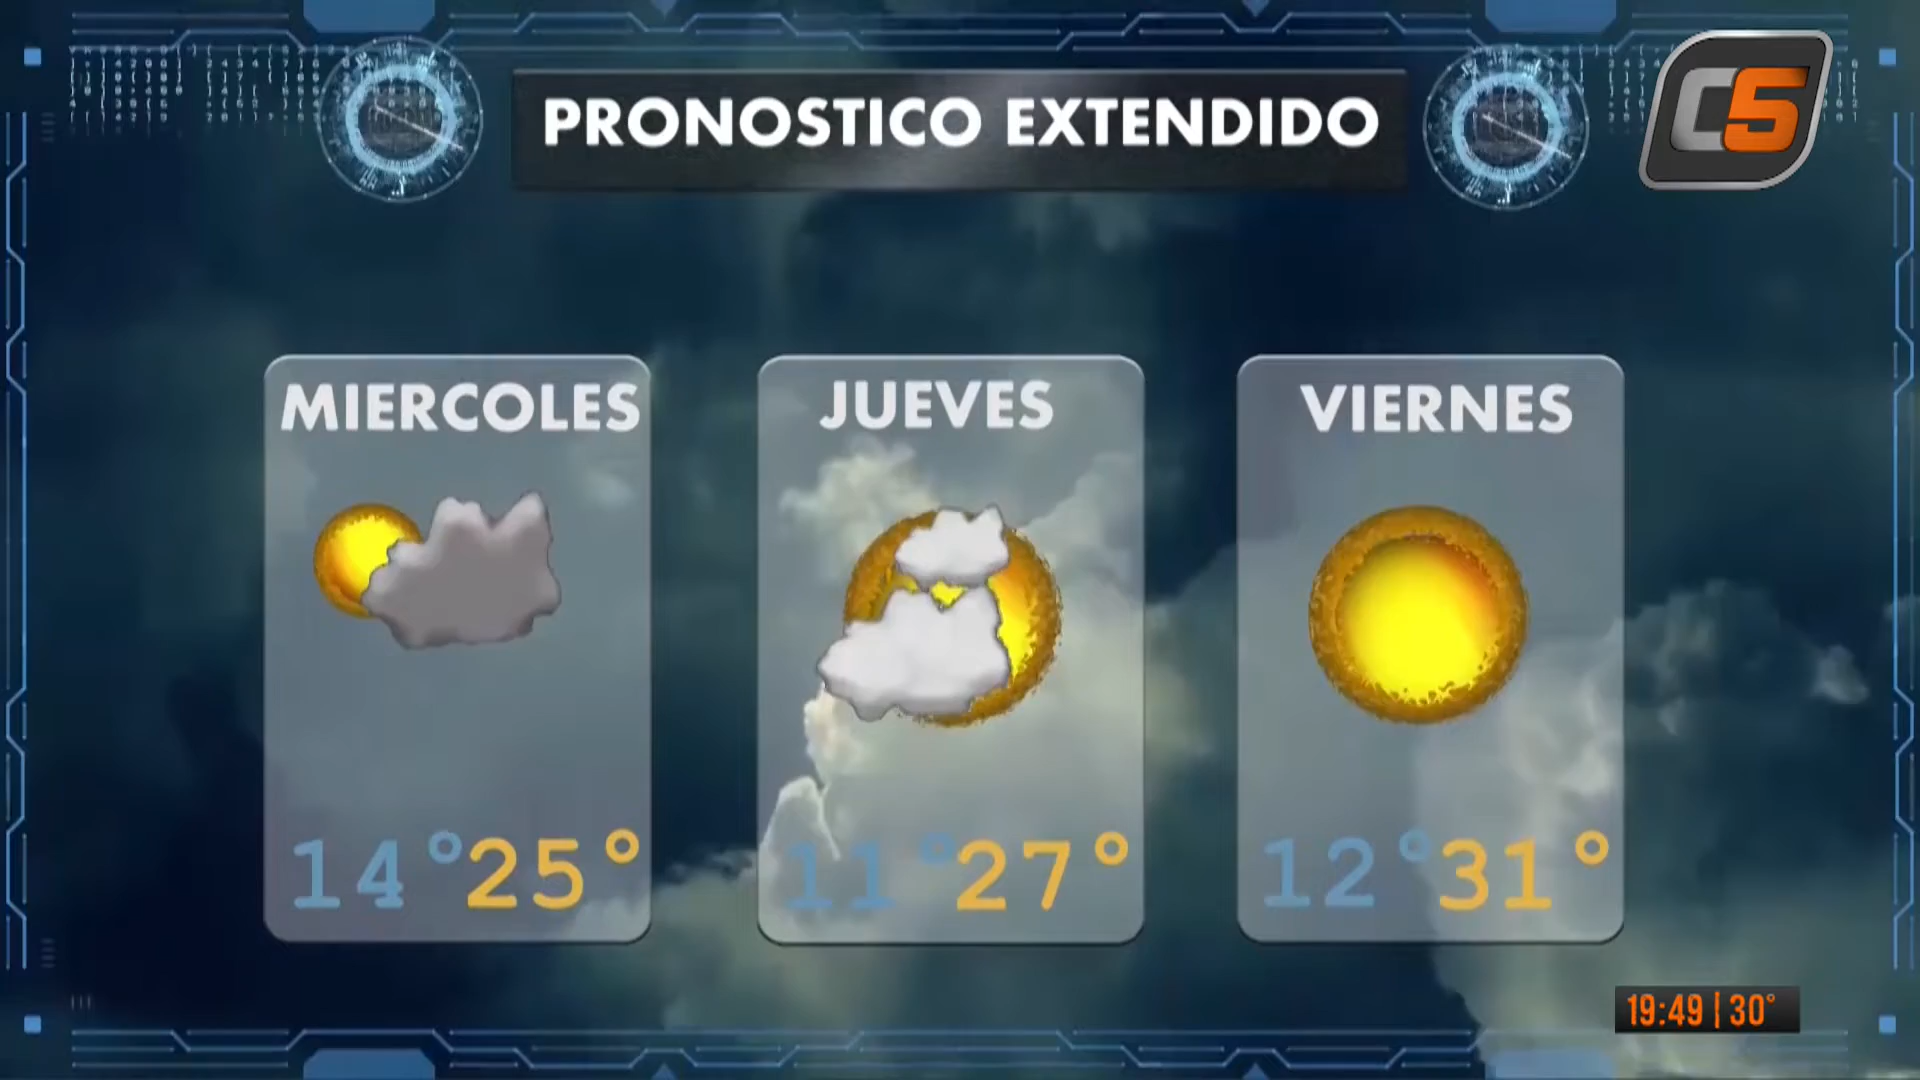 PRONOSTICO EXTENDIDO
C5
MIERCOLES
JUEVES
VIERNES
14° 25°
11° 27°
12° 31°
19:49 | 30°